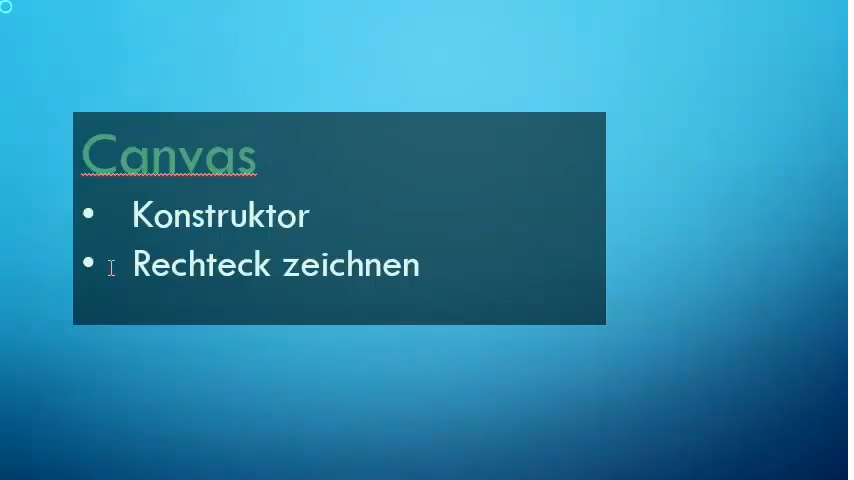 Canvas
• Konstruktor
• Rechteck zeichnen